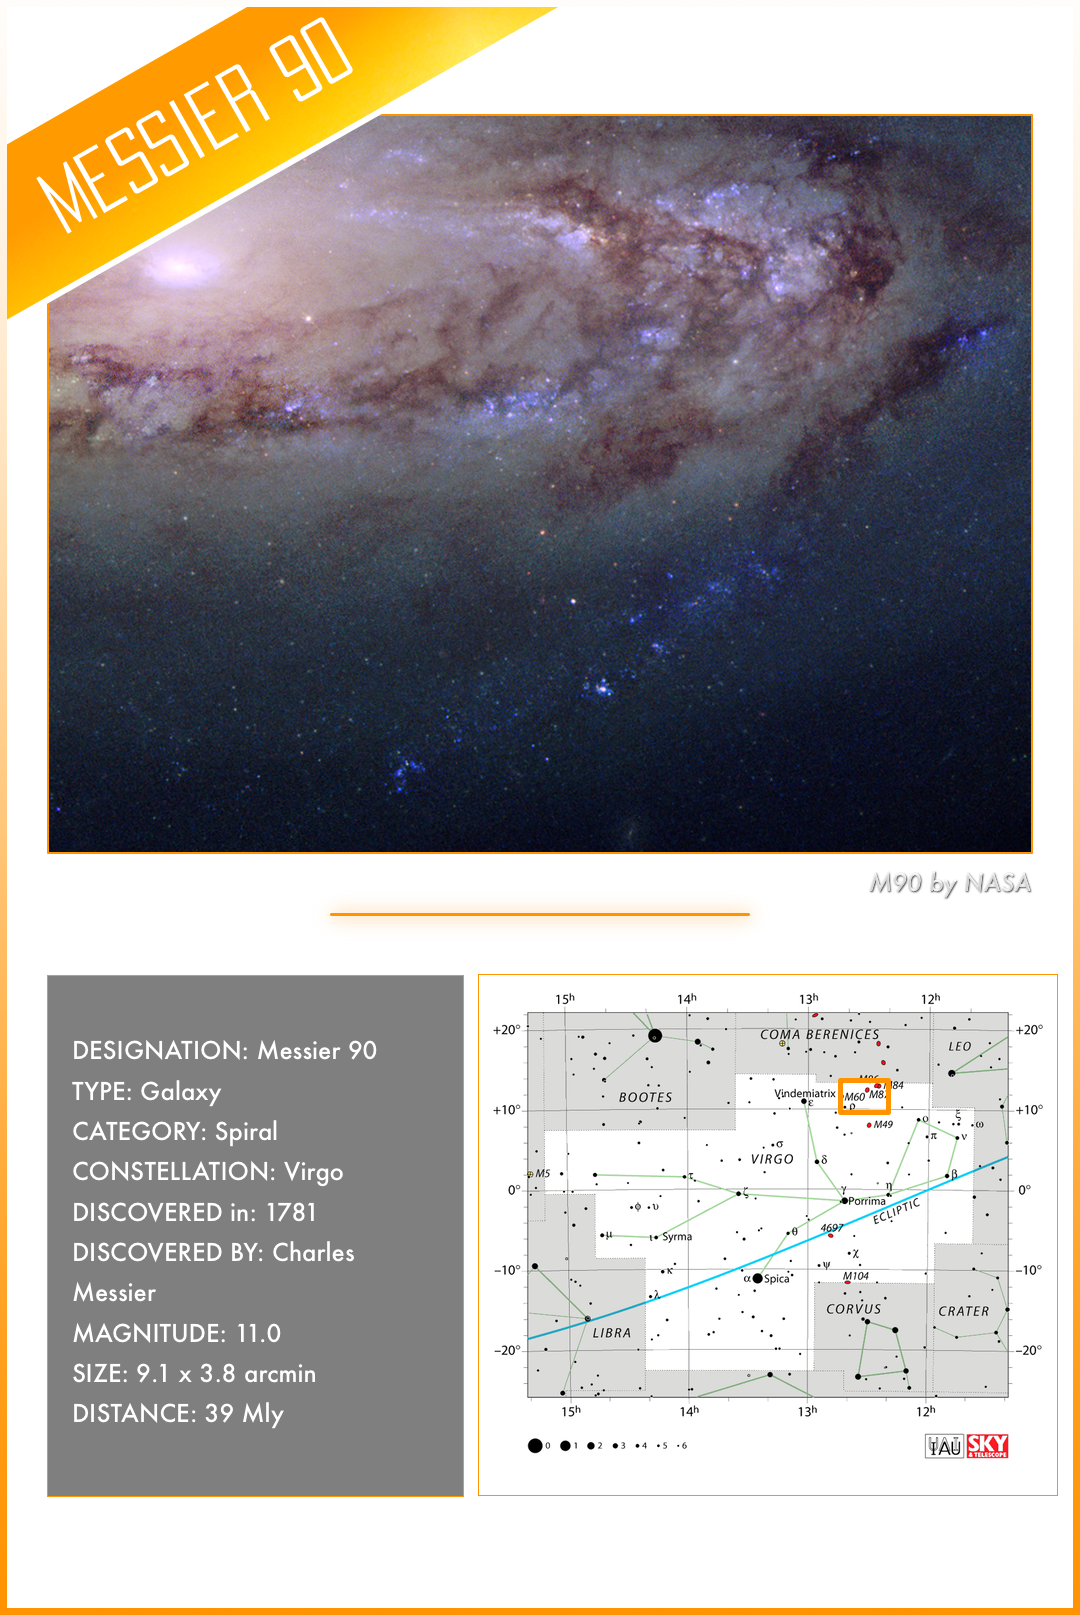 MESSIER 90
M90 by NASA
DESIGNATION: Messier 90
TYPE: Galaxy
CATEGORY: Spiral
CONSTELLATION: Virgo
DISCOVERED in: 1781
DISCOVERED BY: Charles
Messier
MAGNITUDE: 11.0
SIZE: 9.1 x 3.8 arcmin
DISTANCE: 39 Mly
15h 14h 13h 12h
+20° COMA BERENICES LEO +20°
M84
BOOTES Vindemiatrix ε M60
+10° ρ +10°
M49 ο ξ ω
π ν
σ
VIRGO
M5 τ δ β
0° ζ γ η 0°
Porrima
φ υ ECLIPTIC
μ ι Syrma θ 4697
χ
κ ψ
−10° α Spica M104 −10°
λ
CORVUS CRATER
LIBRA
−20° −20°
15h 14h 13h 12h
0 1 2 3 4 5 6
IAU SKY
& TELESCOPE